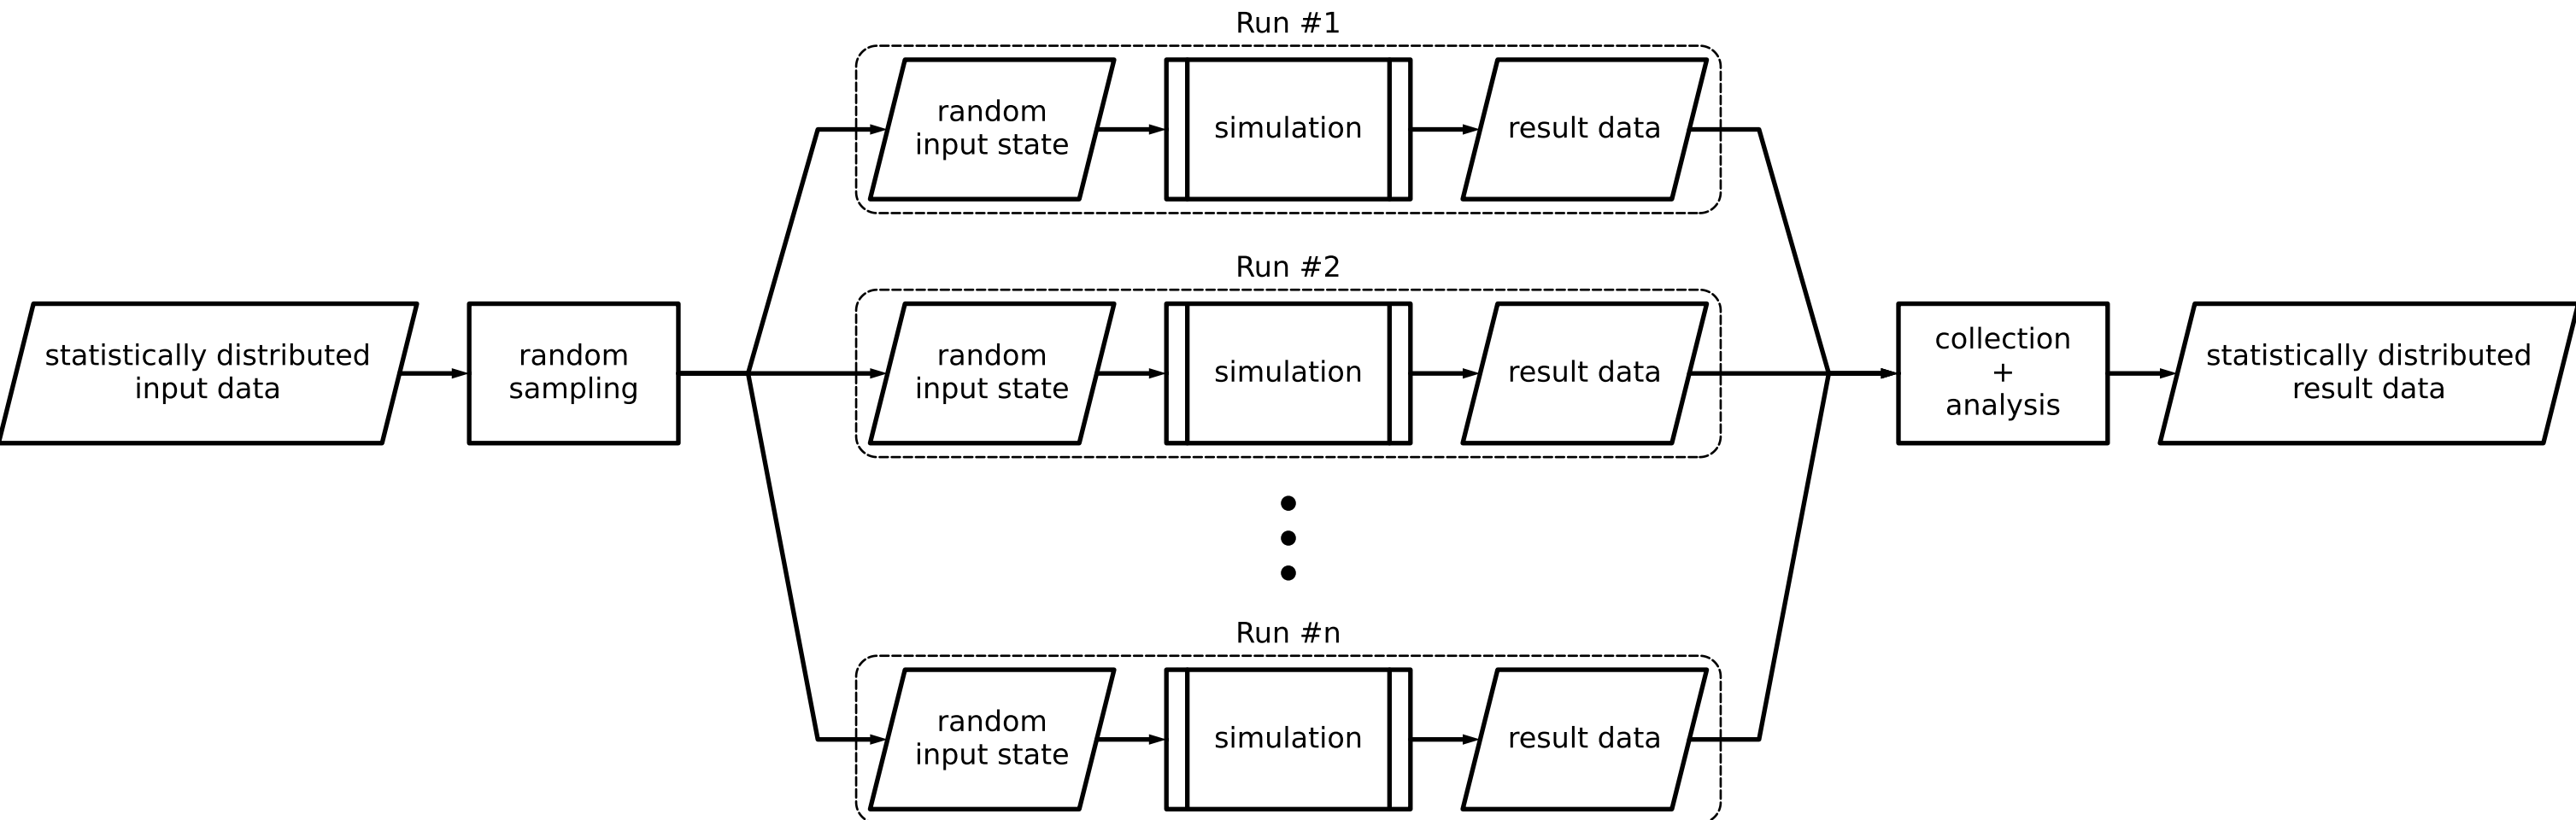 statistically distributed
input data
random
sampling
Run #1
random
input state
simulation
result data
Run #2
random
input state
simulation
result data
Run #n
random
input state
simulation
result data
collection
+
analysis
statistically distributed
result data